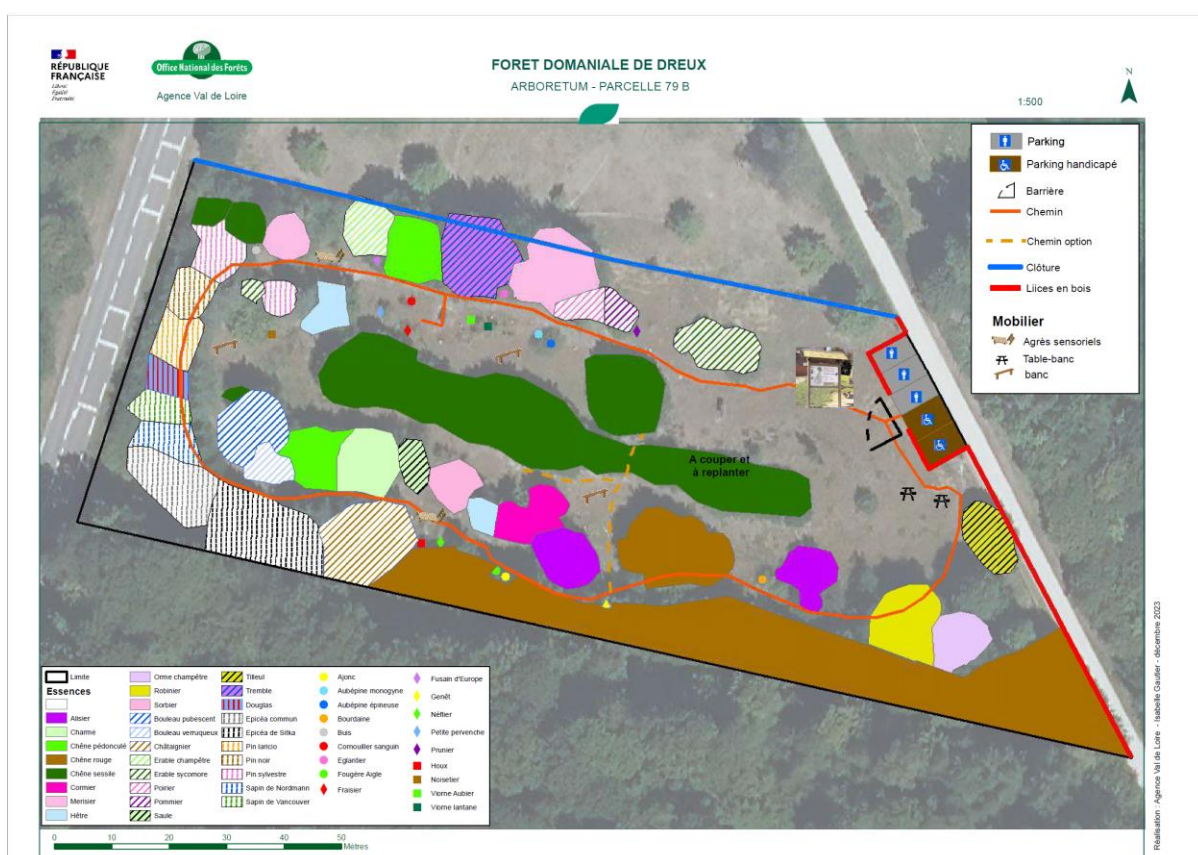 RÉPUBLIQUE
FRANÇAISE
Liberté
Égalité
Fraternité
Office National des Forêts
Agence Val de Loire
FORET DOMANIALE DE DREUX
ARBORETUM - PARCELLE 79 B
1:500
N
Parking
Parking handicapé
Barrière
Chemin
Chemin option
Clôture
Liices en bois
Mobilier
Agrès sensoriels
Table-banc
banc
A couper et
à replanter
Limite
Essences
Alisier
Charme
Chêne pédonculé
Chêne rouge
Chêne sessile
Cormier
Merisier
Hêtre
Orme champêtre
Robinier
Sorbier
Bouleau pubescent
Bouleau verruqueux
Châtaignier
Erable champêtre
Erable sycomore
Poirier
Pommier
Saule
Tilleul
Tremble
Douglas
Epicéa commun
Epicéa de Sitka
Pin laricio
Pin noir
Pin sylvestre
Sapin de Nordmann
Sapin de Vancouver
Ajonc
Aubépine monogyne
Aubépine épineuse
Bourdaine
Buis
Cornouiller sanguin
Eglantier
Fougère Aigle
Fraisier
Fusain d'Europe
Genêt
Néflier
Petite pervenche
Prunier
Houx
Noisetier
Viorne Aubier
Viorne lantane
0 10 20 30 40 50
Mètres
Réalisation : Agence Val de Loire - Isabelle Gautier - décembre 2023